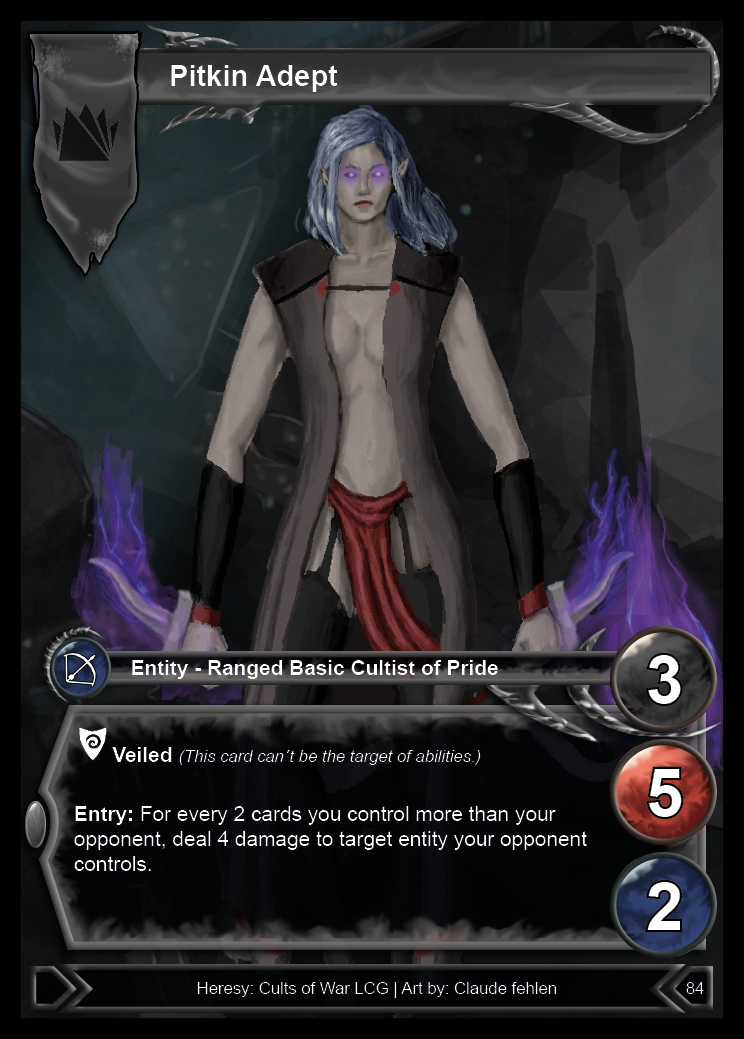 Pitkin Adept
Entity - Ranged Basic Cultist of Pride
3
Veiled (This card can´t be the target of abilities.)
5
Entry: For every 2 cards you control more than your
opponent, deal 4 damage to target entity your opponent
controls.
2
Heresy: Cults of War LCG | Art by: Claude fehlen
84